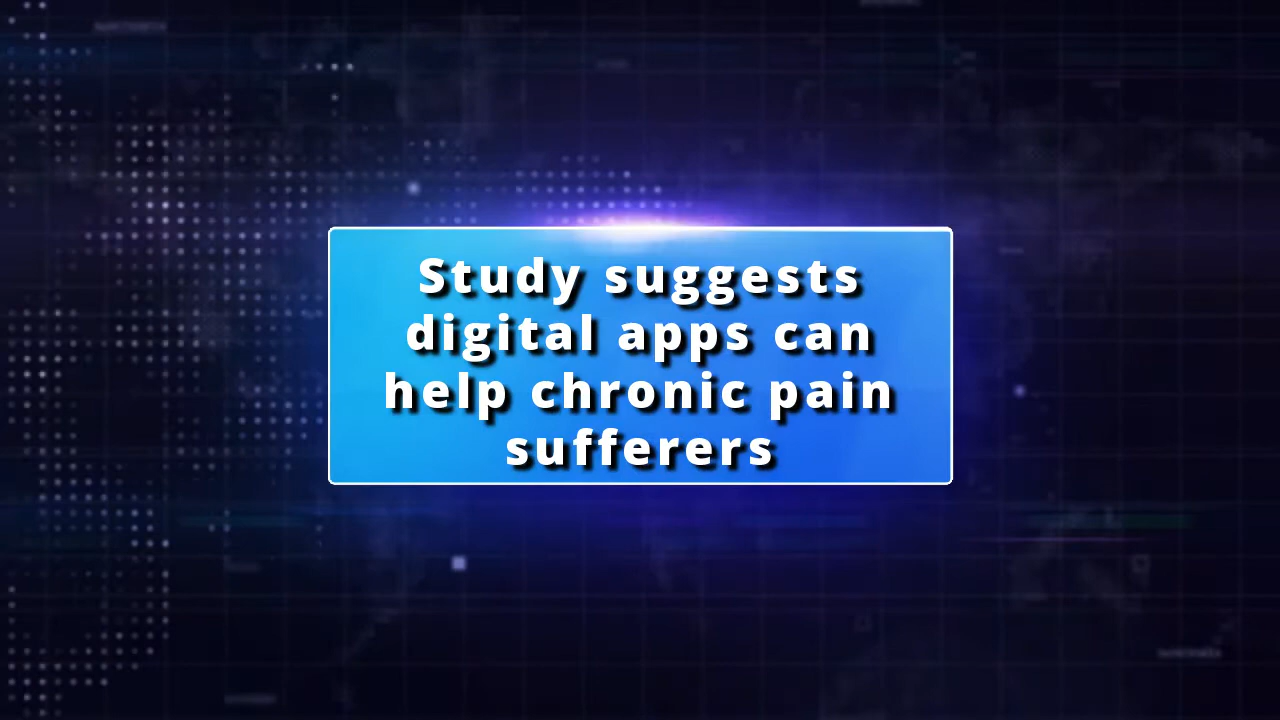 Study suggests
digital apps can
help chronic pain
sufferers